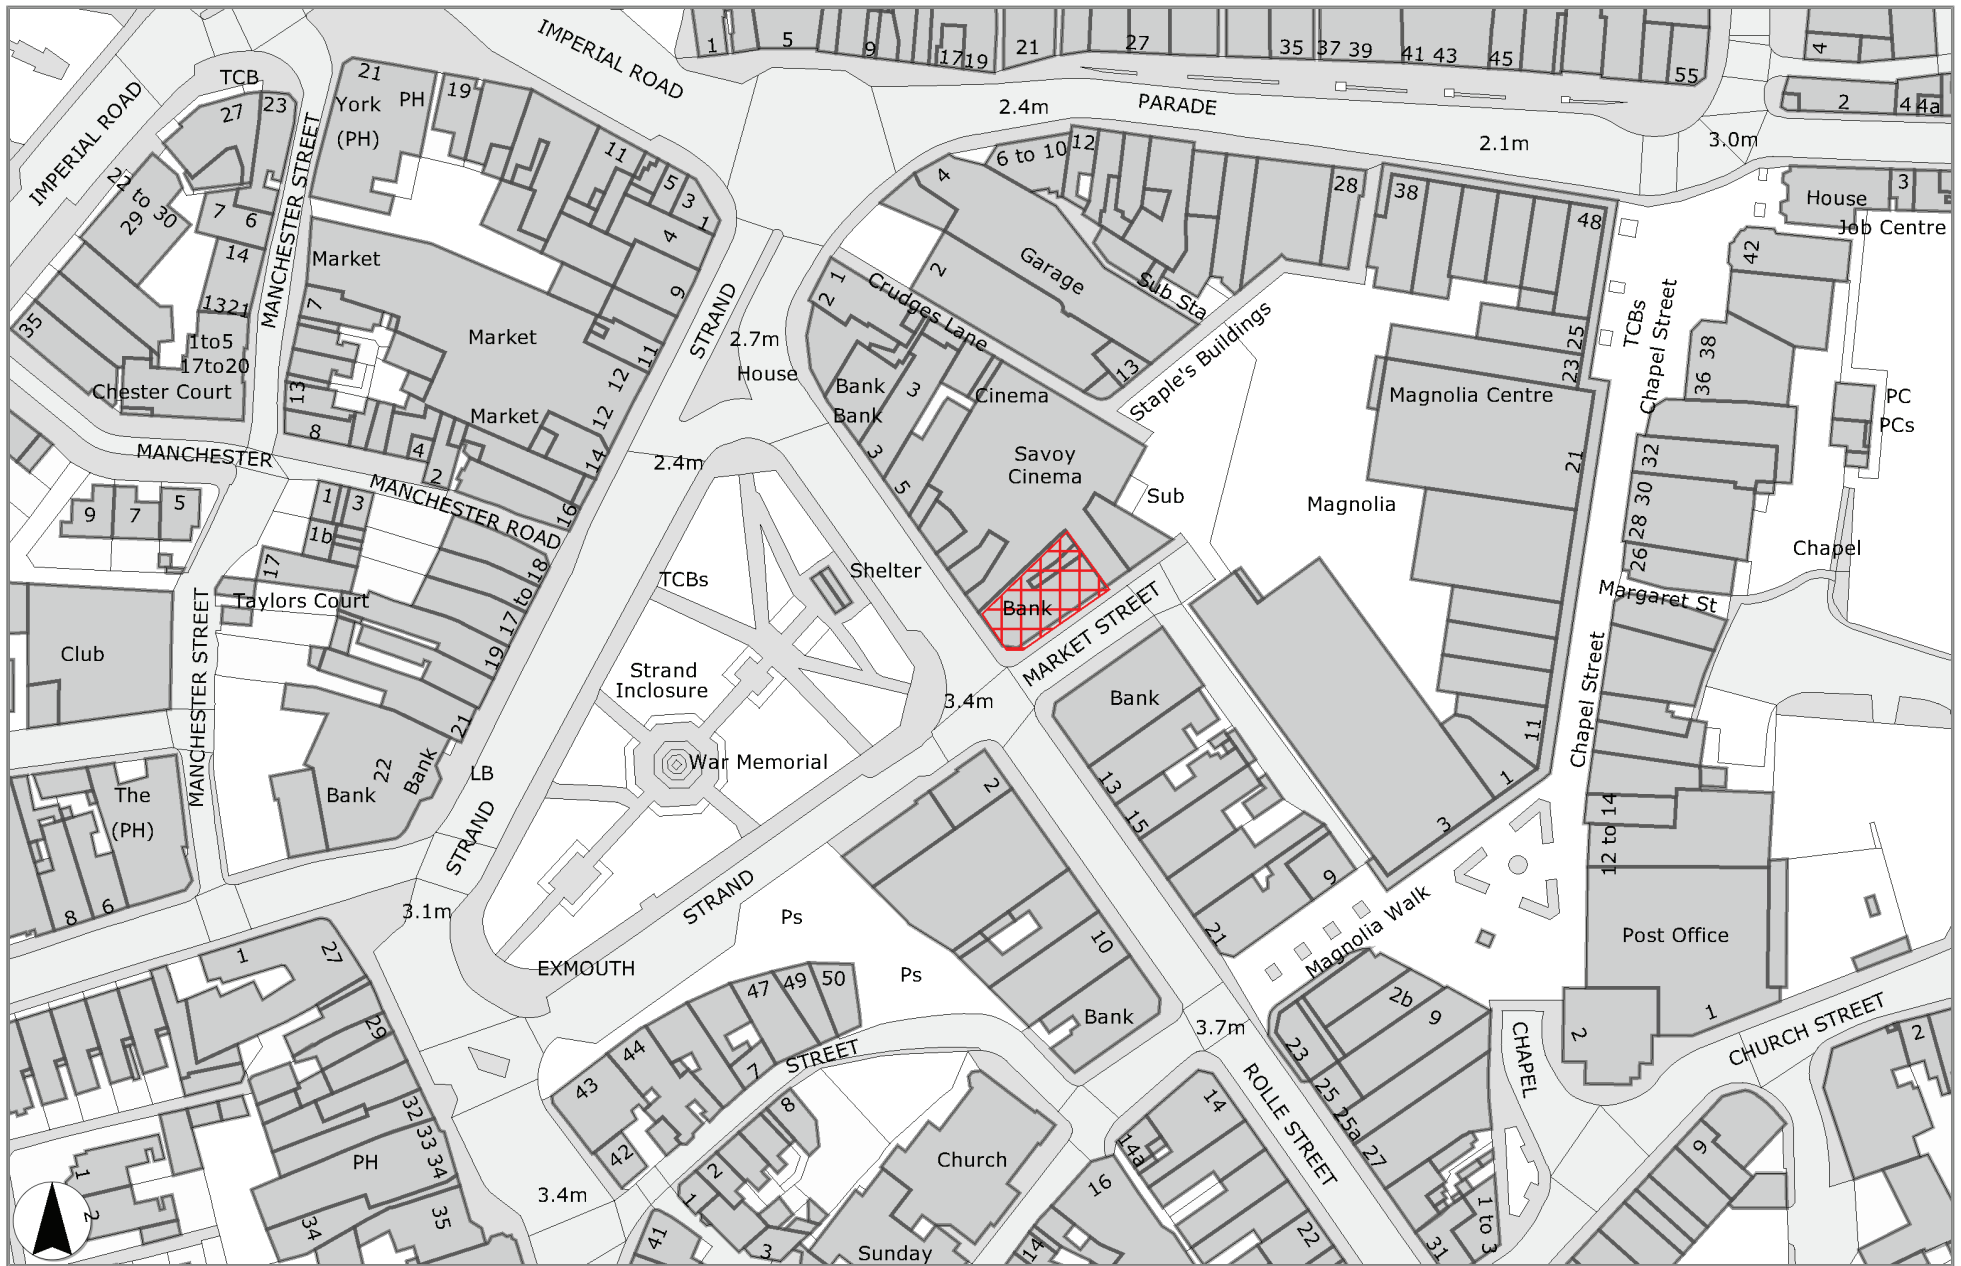 IMPERIAL ROAD
1
5
9
17
19
21
27
35
37
39
41
43
45
55
4
2
4
4a
PARADE
2.4m
2.1m
3.0m
TCB
IMPERIAL ROAD
27
23
21
York
PH
(PH)
19
11
5
3
1
4
9
MANCHESTER STREET
22 to 30
29
7
6
14
1321
1to5
17to20
Chester Court
35
Market
7
Market
Market
13
8
4
2
11
12
12
14
16
STRAND
2.7m
House
2.4m
4
6 to 10
12
28
38
48
2
Garage
Sub Sta
Crudges Lane
1
2
13
Staple's Buildings
Bank
Bank
3
3
5
Cinema
Savoy
Cinema
Sub
Bank
MARKET STREET
House
3
Job Centre
42
TCBs
Chapel Street
25
23
21
Magnolia Centre
Magnolia
38
36
32
30
28
26
PC
PCs
Chapel
Margaret St
Chapel Street
11
1
3
12 to 14
Post Office
1
2
MANCHESTER
MANCHESTER ROAD
9
7
5
1
3
1b
17
Taylors Court
MANCHESTER STREET
Club
17 to 18
19
21
22
Bank
Bank
LB
STRAND
3.1m
TCBs
Shelter
Strand
Inclosure
War Memorial
3.4m
STRAND
EXMOUTH
Ps
Ps
Bank
13
15
21
9
Magnolia Walk
2
10
Bank
3.7m
The
(PH)
8
6
1
27
29
32
33
34
PH
34
35
1
2
3.4m
43
44
47
49
50
7
42
STREET
8
2
1
3
41
Church
Sunday
14
14a
16
14
22
ROLLE STREET
23
25
25a
27
31
1 to 3
2b
9
CHAPEL
CHURCH STREET
9
2